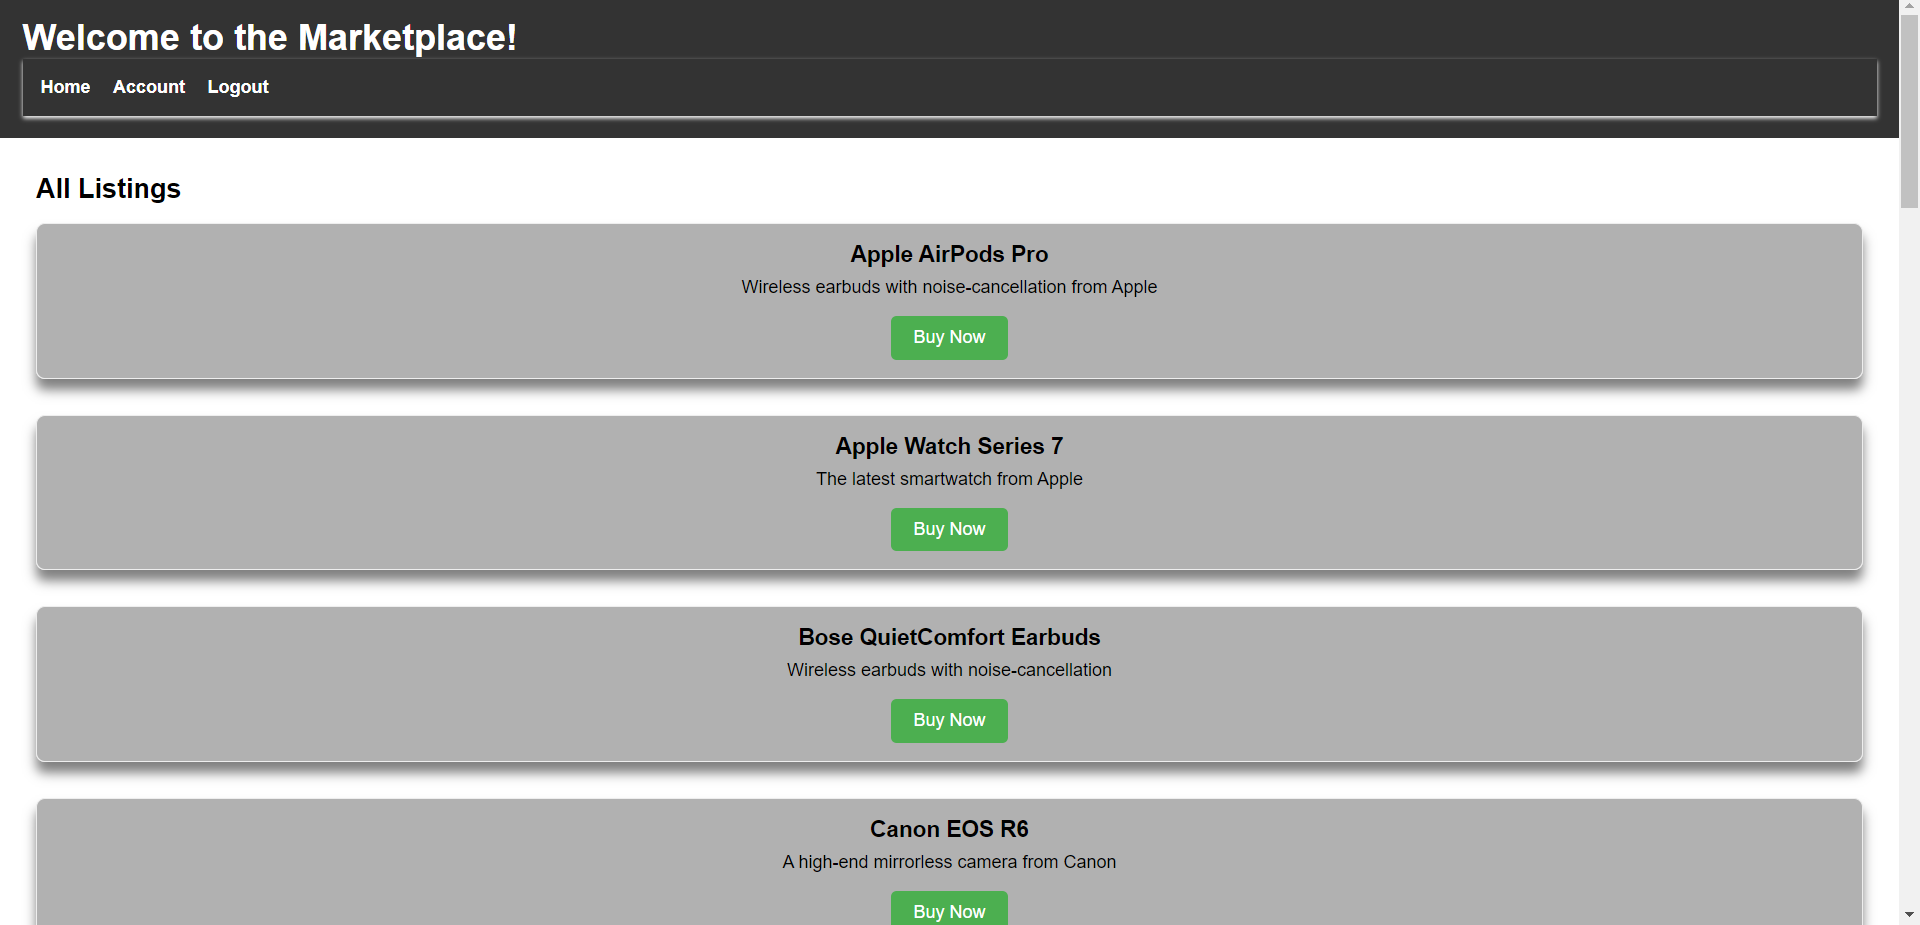 Welcome to the Marketplace!
Home Account Logout
All Listings
Apple AirPods Pro
Wireless earbuds with noise-cancellation from Apple
Buy Now
Apple Watch Series 7
The latest smartwatch from Apple
Buy Now
Bose QuietComfort Earbuds
Wireless earbuds with noise-cancellation
Buy Now
Canon EOS R6
A high-end mirrorless camera from Canon
Buy Now